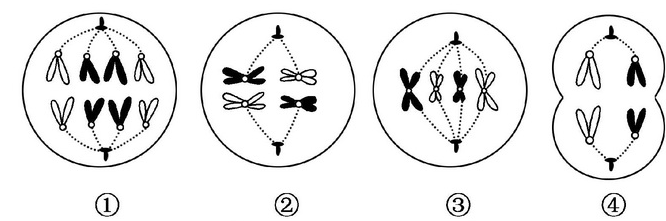 ① ② ③ ④